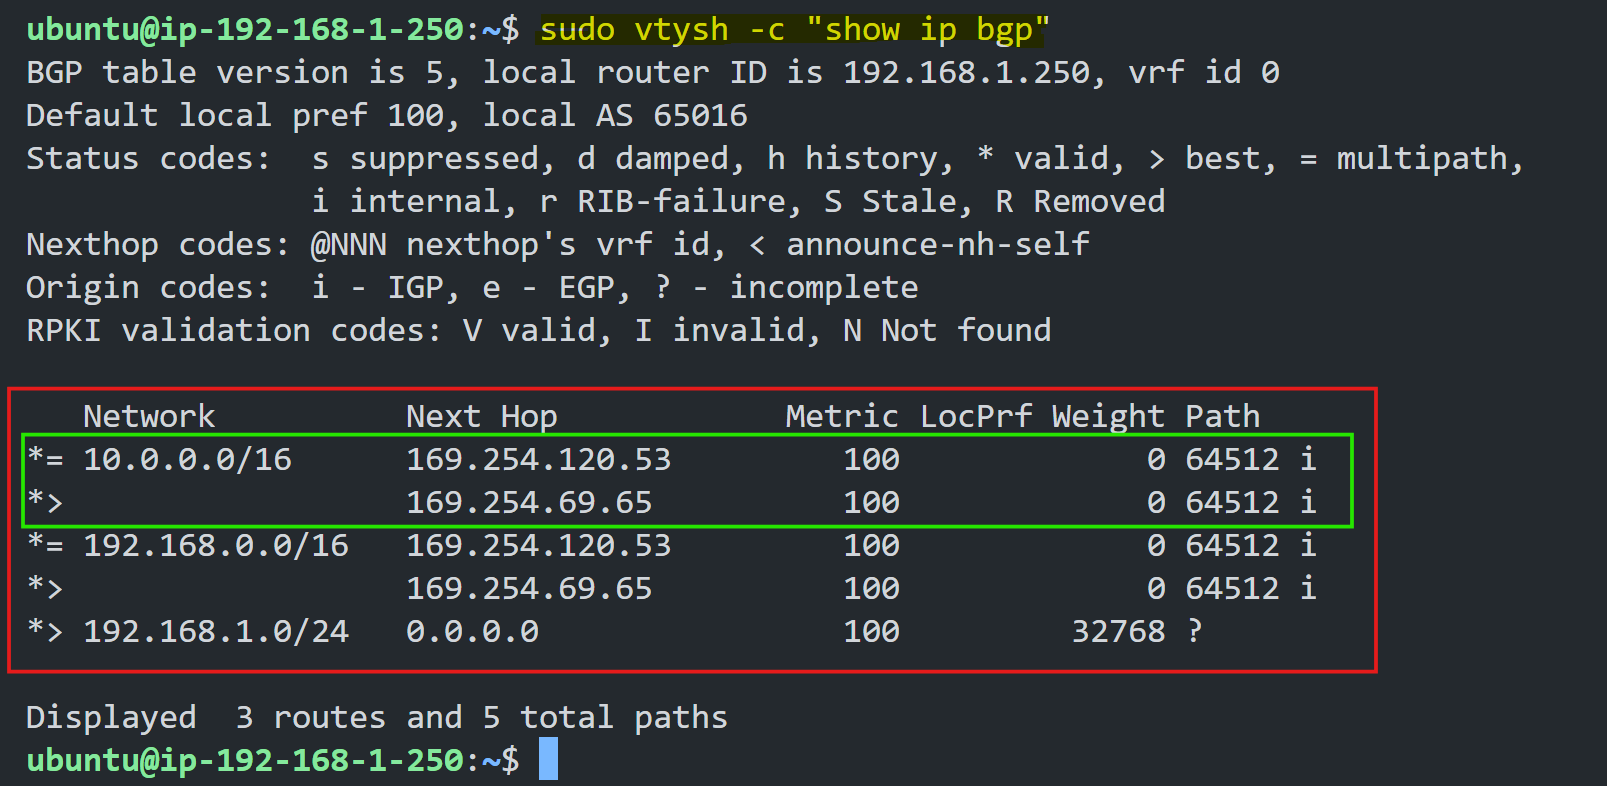 ubuntu@ip-192-168-1-250:~$ sudo vtysh -c "show ip bgp"
BGP table version is 5, local router ID is 192.168.1.250, vrf id 0
Default local pref 100, local AS 65016
Status codes:  s suppressed, d damped, h history, * valid, > best, = multipath,
               i internal, r RIB-failure, S Stale, R Removed
Nexthop codes: @NNN nexthop's vrf id, < announce-nh-self
Origin codes:  i - IGP, e - EGP, ? - incomplete
RPKI validation codes: V valid, I invalid, N Not found
   Network          Next Hop            Metric LocPrf Weight Path
*= 10.0.0.0/16      169.254.120.53         100             0 64512 i
*>                  169.254.69.65          100             0 64512 i
*= 192.168.0.0/16   169.254.120.53         100             0 64512 i
*>                  169.254.69.65          100             0 64512 i
*> 192.168.1.0/24   0.0.0.0                100         32768 ?
Displayed  3 routes and 5 total paths
ubuntu@ip-192-168-1-250:~$